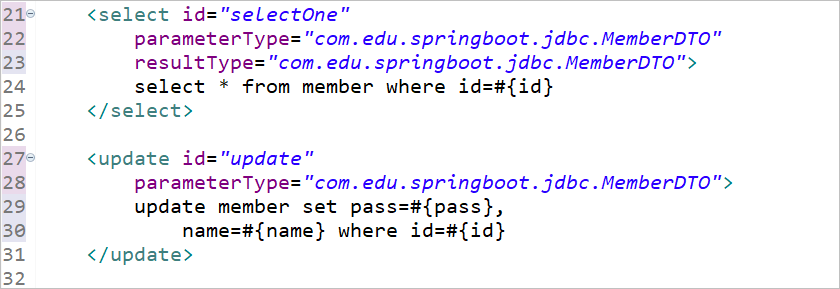 21 <select id="selectOne"
22 parameterType="com.edu.springboot.jdbc.MemberDTO"
23 resultType="com.edu.springboot.jdbc.MemberDTO">
24 select * from member where id=#{id}
25 </select>
26
27 <update id="update"
28 parameterType="com.edu.springboot.jdbc.MemberDTO">
29 update member set pass=#{pass},
30 name=#{name} where id=#{id}
31 </update>
32